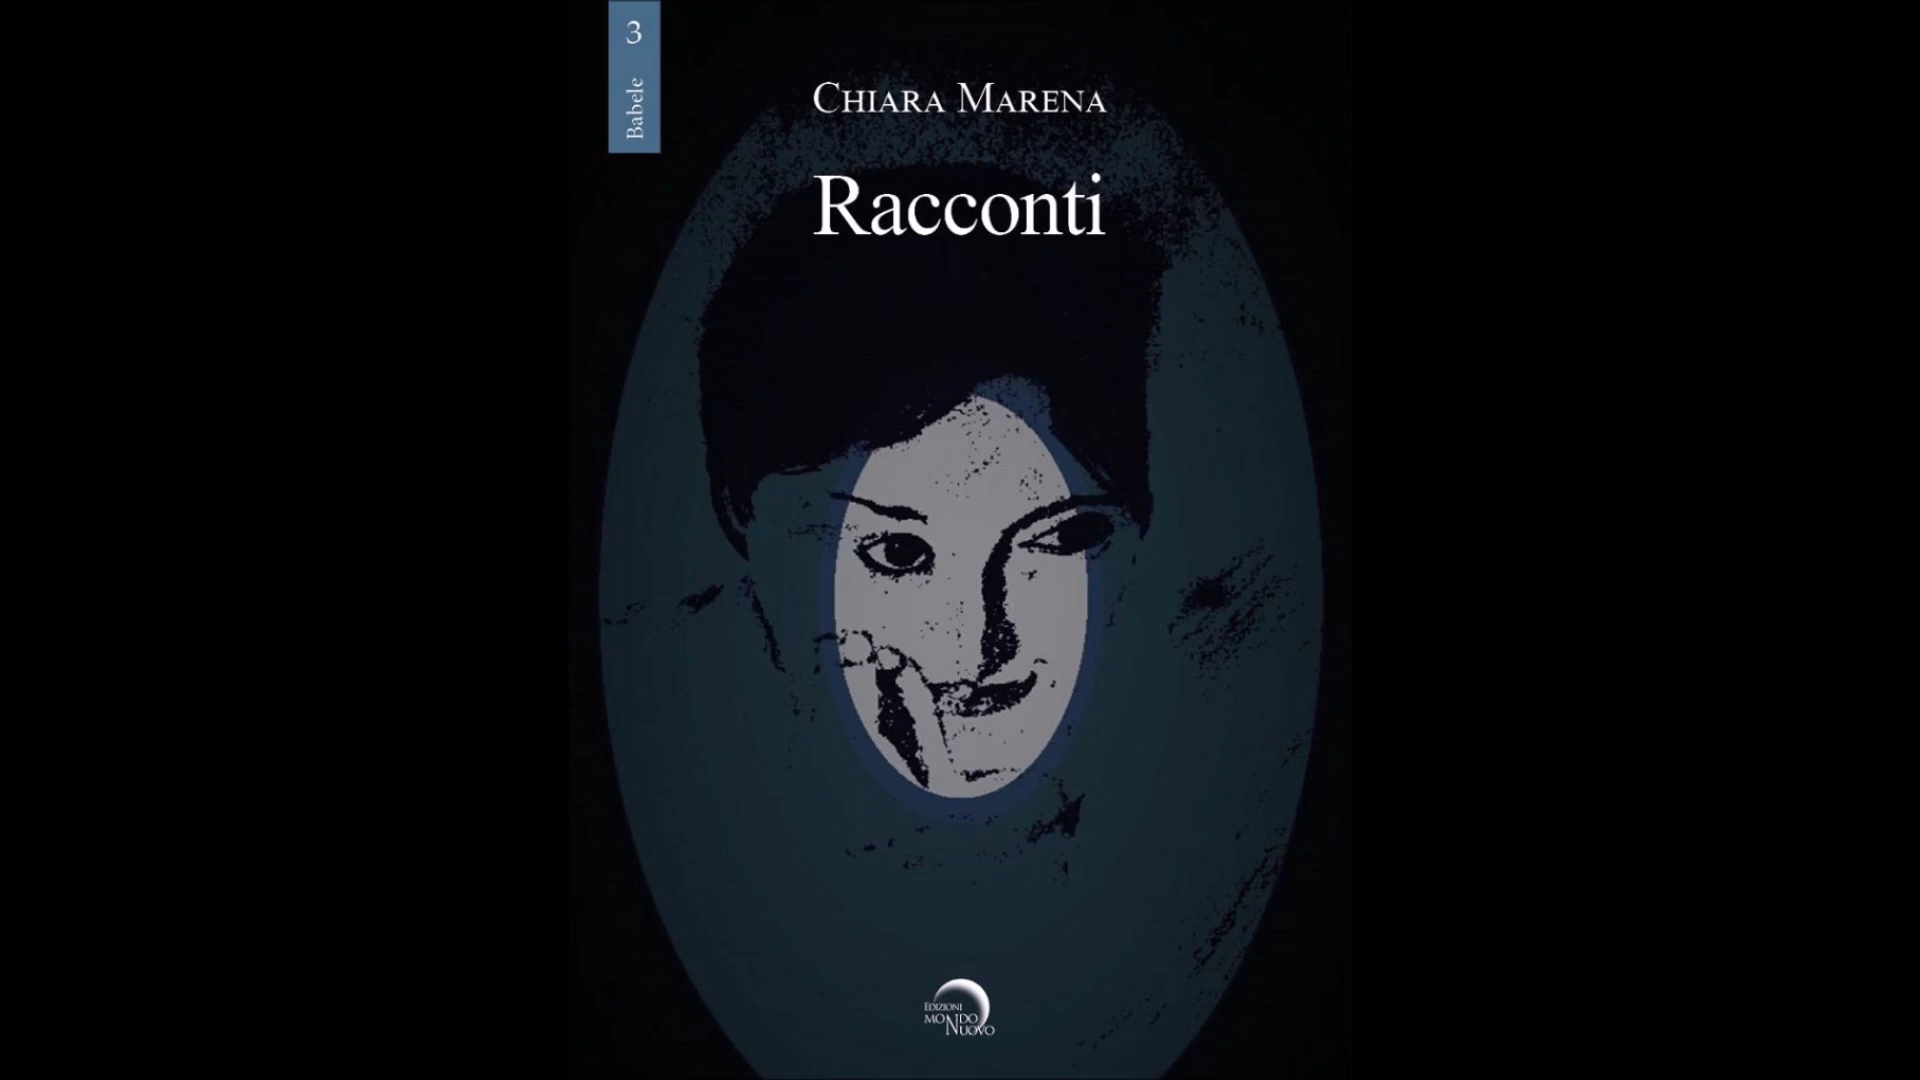 3
Babele
CHIARA MARENA
Racconti
EDIZIONI
MONDO
NUOVO